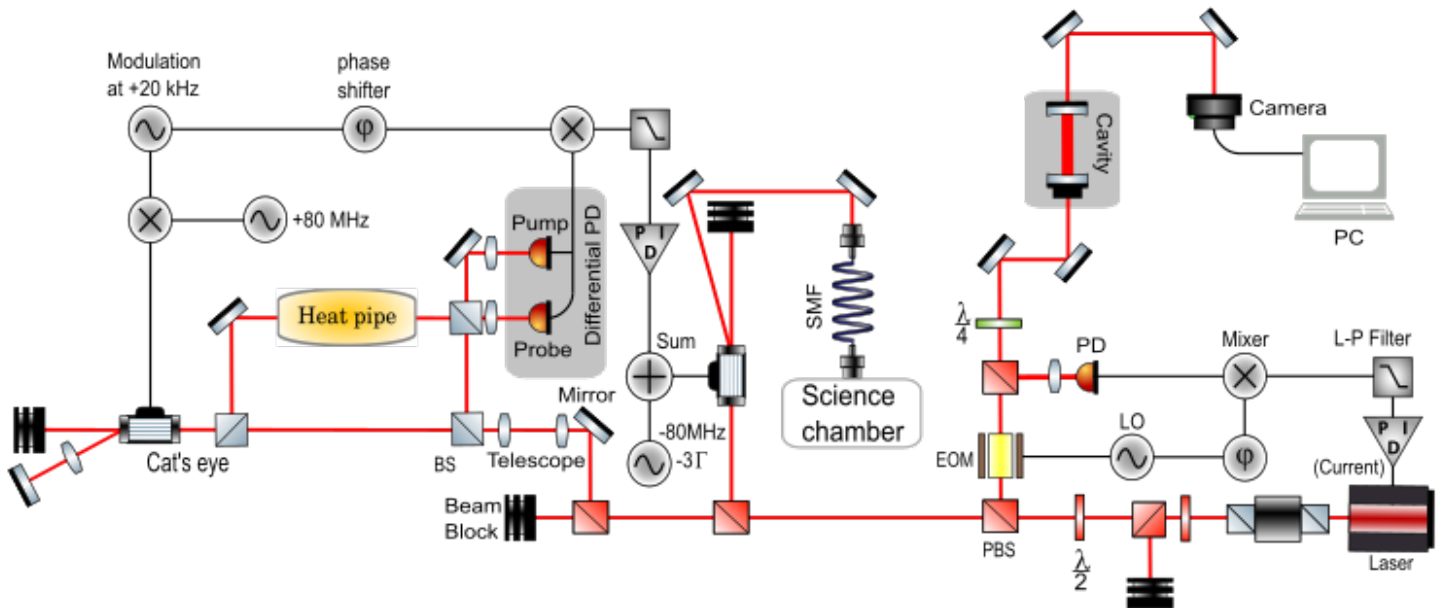 Modulation
at +20 kHz
phase
shifter
φ
+80 MHz
Pump
Probe
Differential PD
Heat pipe
P I
D
Sum
Mirror
-80MHz
-3Γ
Cat's eye
BS
Telescope
Beam
Block
SMF
Science
chamber
Cavity
Camera
PC
λ
4
PD
Mixer
L-P Filter
LO
EOM
φ
P I
D
(Current)
PBS
λ
2
Laser